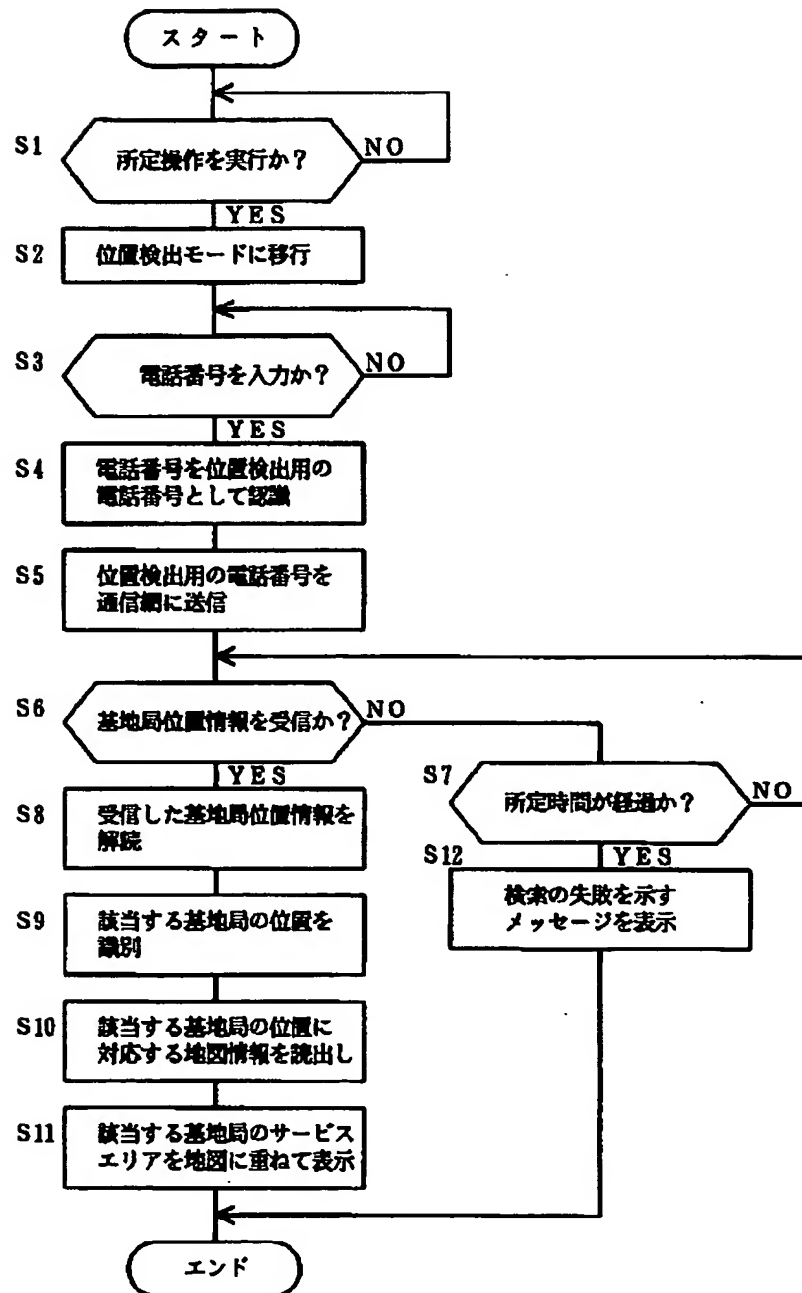 スタート
S1
所定操作を実行か?
NO
YES
S2
位置検出モードに移行
S3
電話番号を入力か?
NO
YES
S4
電話番号を位置検出用の
電話番号として認識
S5
位置検出用の電話番号を
通信網に送信
S6
基地局位置情報を受信か?
NO
YES
S7
所定時間が経過か?
NO
YES
S8
受信した基地局位置情報を
解読
S12
検索の失敗を示す
メッセージを表示
S9
該当する基地局の位置を
識別
S10
該当する基地局の位置に
対応する地図情報を読出し
S11
該当する基地局のサービス
エリアを地図に重ねて表示
エンド